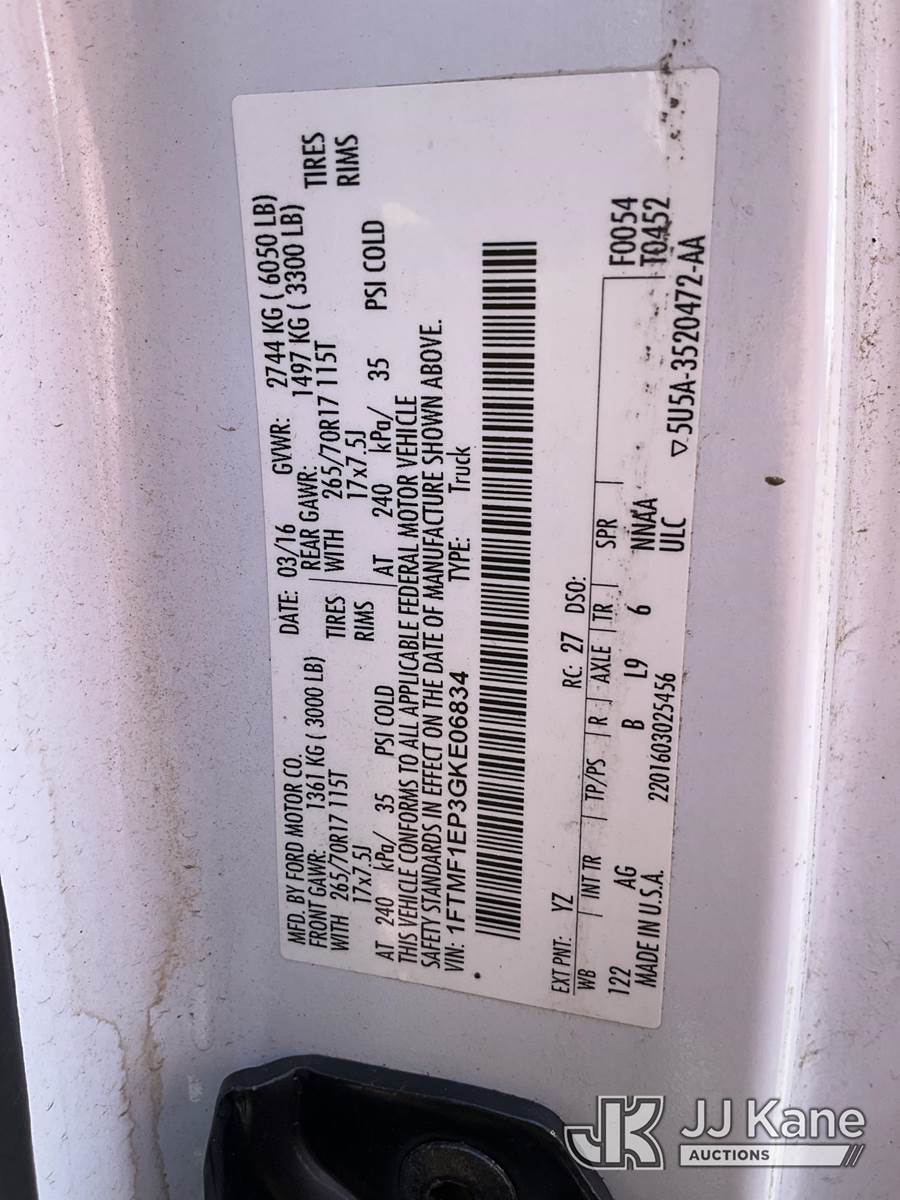 MFD. BY FORD MOTOR CO.
DATE: 03/16 GVWR: 2744 KG ( 6050 LB)
FRONT GAWR: 1361 KG ( 3000 LB) REAR GAWR: 1497 KG ( 3300 LB)
WITH 265/70R17 115T TIRES WITH 265/70R17 115T TIRES
17x7.5J RIMS 17x7.5J RIMS
AT 240 kPa/ 35 PSI COLD AT 240 kPa/ 35 PSI COLD
THIS VEHICLE CONFORMS TO ALL APPLICABLE FEDERAL MOTOR VEHICLE
SAFETY STANDARDS IN EFFECT ON THE DATE OF MANUFACTURE SHOWN ABOVE.
VIN: 1FTMF1EP3GKE06834 TYPE: Truck
EXT PNT: YZ RC: 27 DSO:
WB INT TR TP/PS R AXLE TR SPR F0054
122 AG B L9 6 NNAA T0452
MADE IN U.S.A. 2201603025456 ULC
5U5A-3520472-AA
JK JJ Kane
AUCTIONS